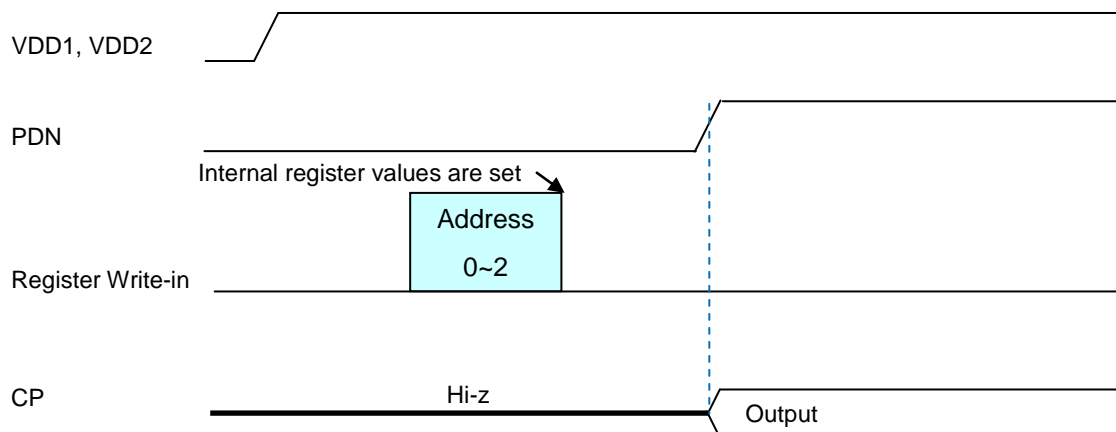 VDD1, VDD2
PDN
Internal register values are set
Address
0~2
Register Write-in
Hi-z
CP
Output